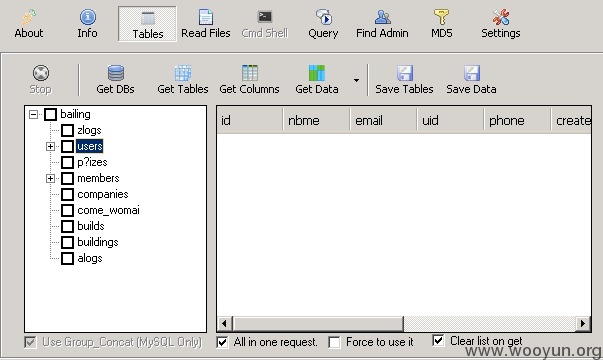 About Info Tables Read Files Cmd Shell Query Find Admin MD5 Settings
Stop Get DBs Get Tables Get Columns Get Data Save Tables Save Data
bailing
id nbme email uid phone create
zlogs
users
p?izes
members
companies
come_womai
builds
buildings
alogs
Use Group_Concat (MySQL Only) All in one request. Force to use it Clear list on get
www.wooyun.org